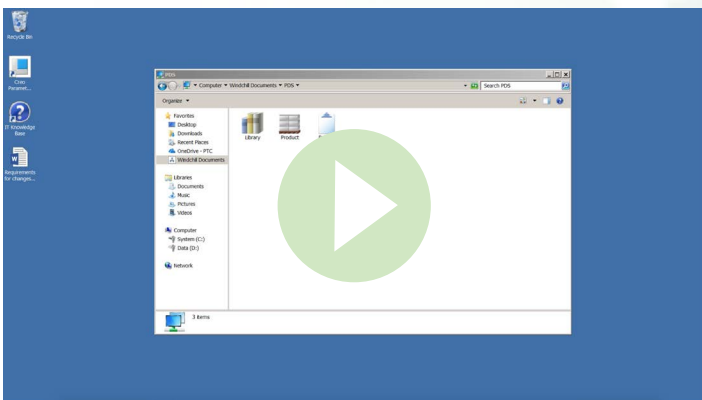 Recycle Bin
Creo
Paramet...
IT Knowledge
Base
Requirements
for changes...
PDS
Computer Windchill Documents PDS
Search PDS
Organize
Favorites
Desktop
Downloads
Recent Places
OneDrive - PTC
Windchill Documents
Libraries
Documents
Music
Pictures
Videos
Computer
System (C:)
Data (D:)
Network
Library
Product
3 items